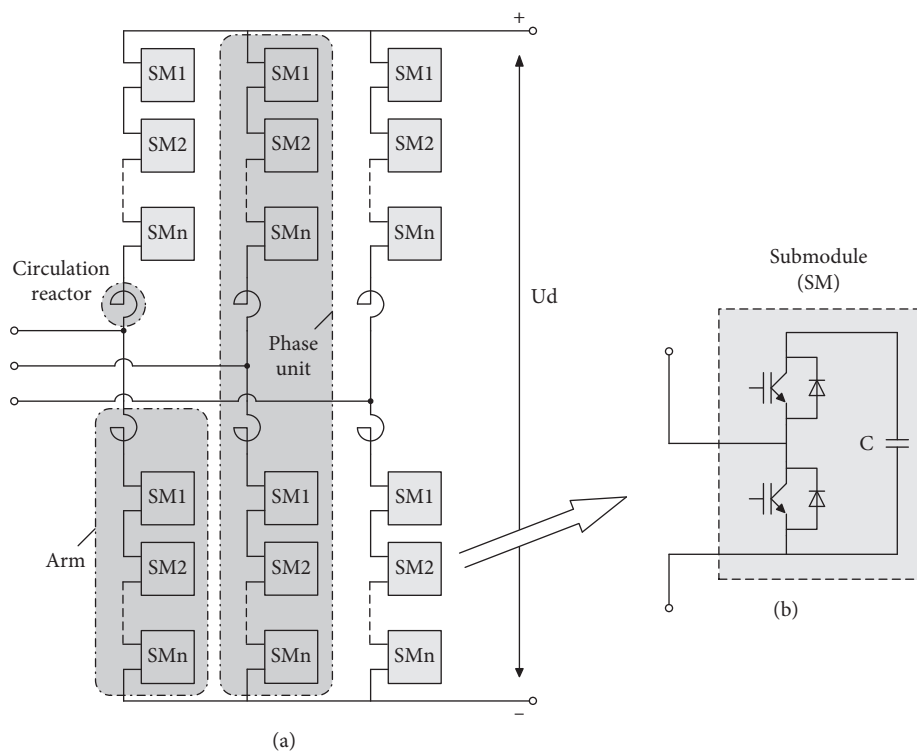 +
SM1
SM1
SM1
SM2
SM2
SM2
SMn
SMn
SMn
Circulation
reactor
Ud
Phase
unit
Submodule
(SM)
C
SM1
SM1
SM1
Arm
SM2
SM2
SM2
SMn
SMn
SMn
−
(a)
(b)